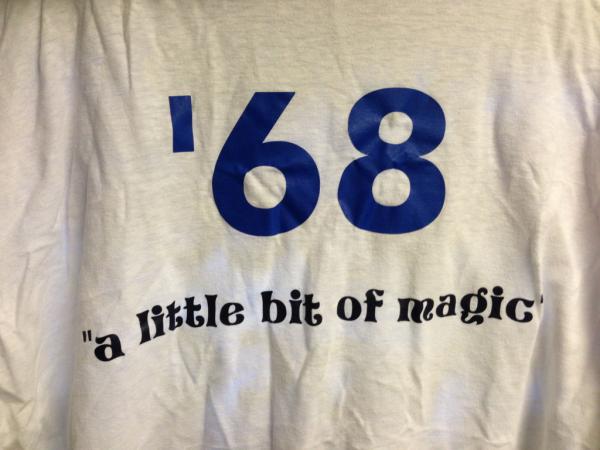 '68
"a little bit of magic"